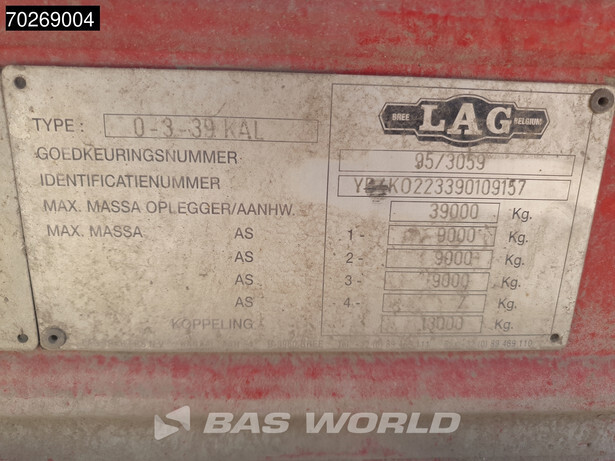 70269004
BREE LAG BELGIUM
TYPE : 0-3-39 KAL
GOEDKEURINGSNUMMER 95/3059
IDENTIFICATIENUMMER YB4K0223390109157
MAX. MASSA OPLEGGER/AANHW. 39000 Kg.
MAX. MASSA AS 1- 9000 Kg.
AS 2- 9000 Kg.
AS 3- 9000 Kg.
AS 4- / Kg.
KOPPELING : 13000 Kg.
BAS WORLD